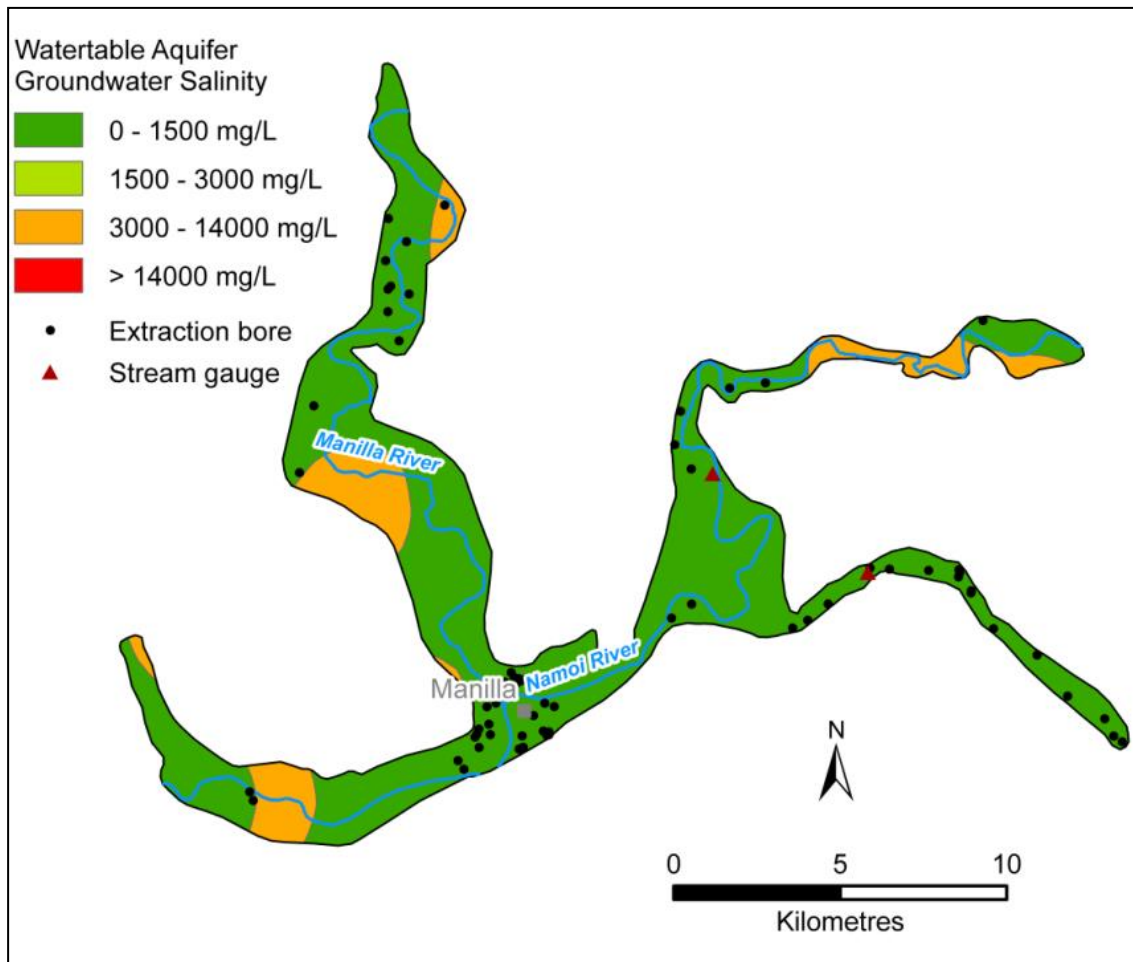 Watertable Aquifer
Groundwater Salinity
0 - 1500 mg/L
1500 - 3000 mg/L
3000 - 14000 mg/L
> 14000 mg/L
Extraction bore
Stream gauge
Manilla River
Namoi River
Manilla
N
0 5 10
Kilometres